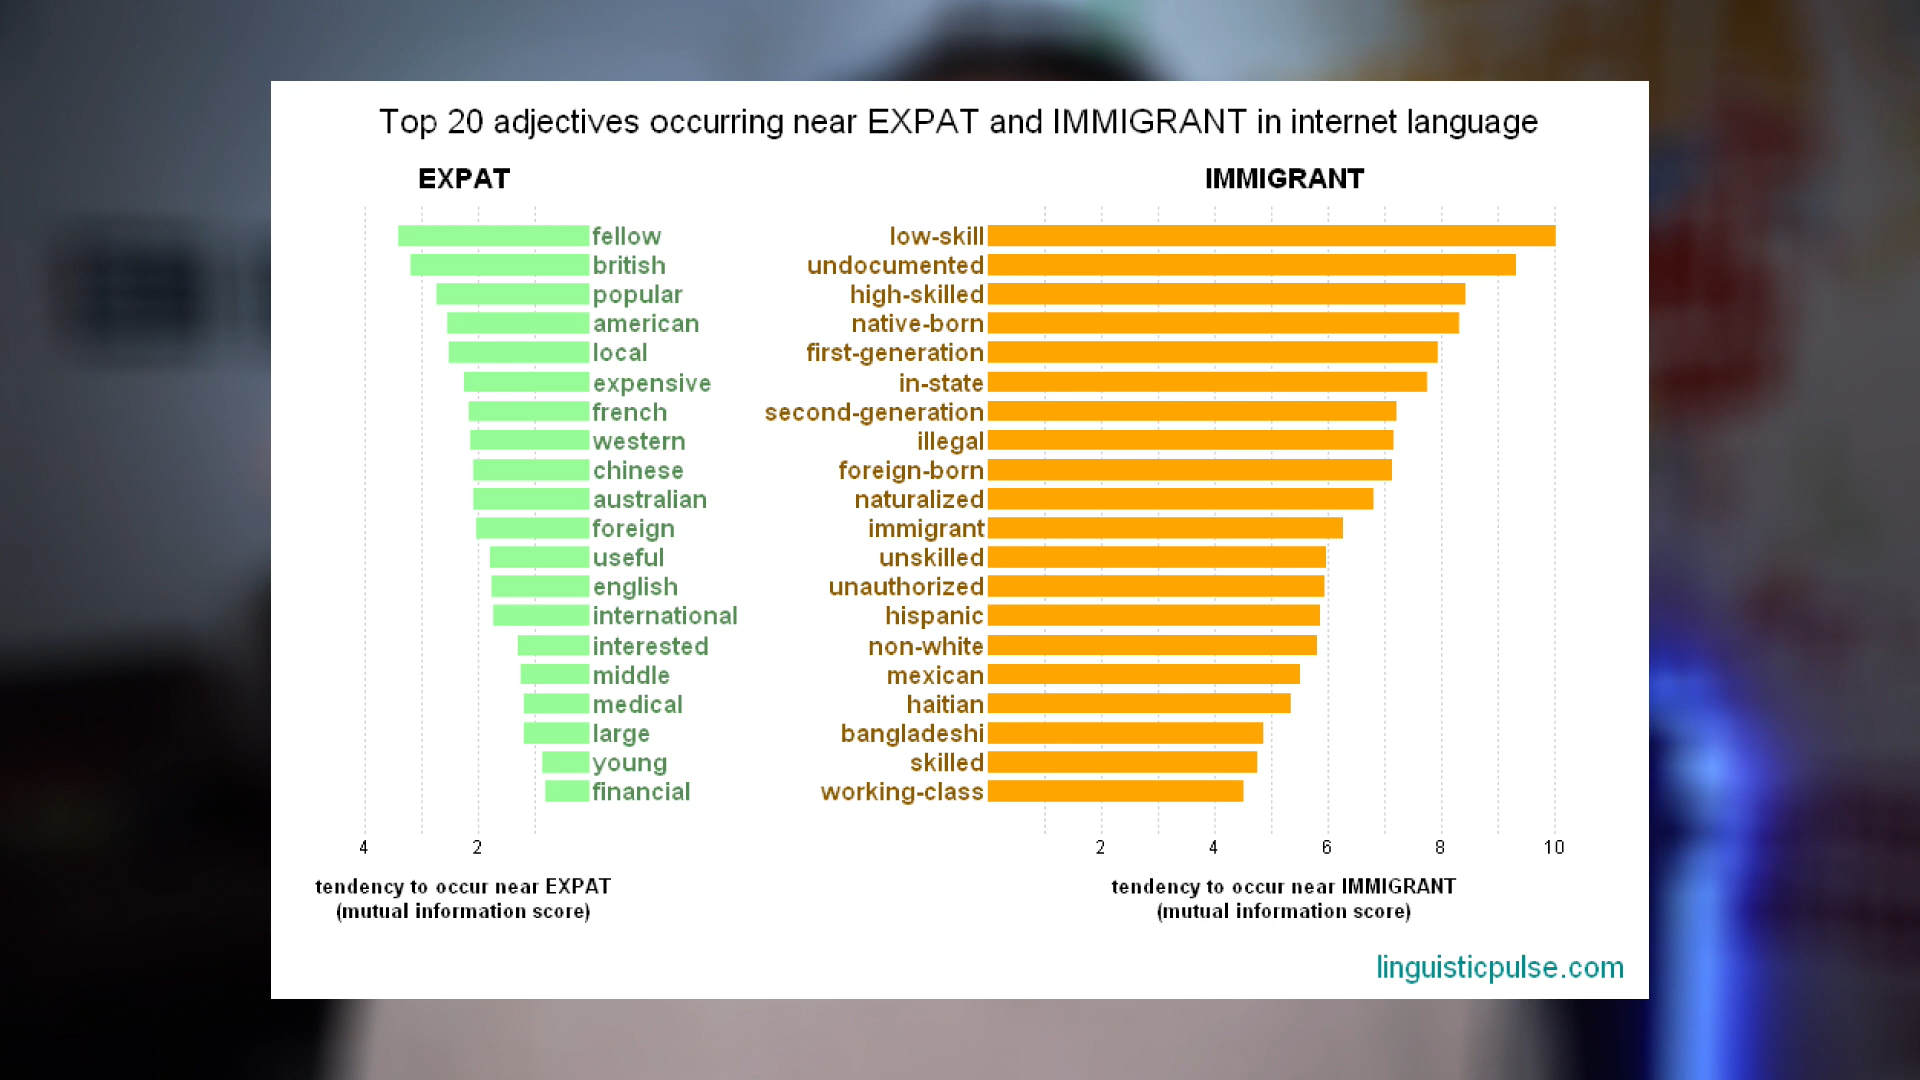 Top 20 adjectives occurring near EXPAT and IMMIGRANT in internet language
EXPAT
fellow
british
popular
american
local
expensive
french
western
chinese
australian
foreign
useful
english
international
interested
middle
medical
large
young
financial
4 2
tendency to occur near EXPAT
(mutual information score)
IMMIGRANT
low-skill
undocumented
high-skilled
native-born
first-generation
in-state
second-generation
illegal
foreign-born
naturalized
immigrant
unskilled
unauthorized
hispanic
non-white
mexican
haitian
bangladeshi
skilled
working-class
2 4 6 8 10
tendency to occur near IMMIGRANT
(mutual information score)
linguisticpulse.com